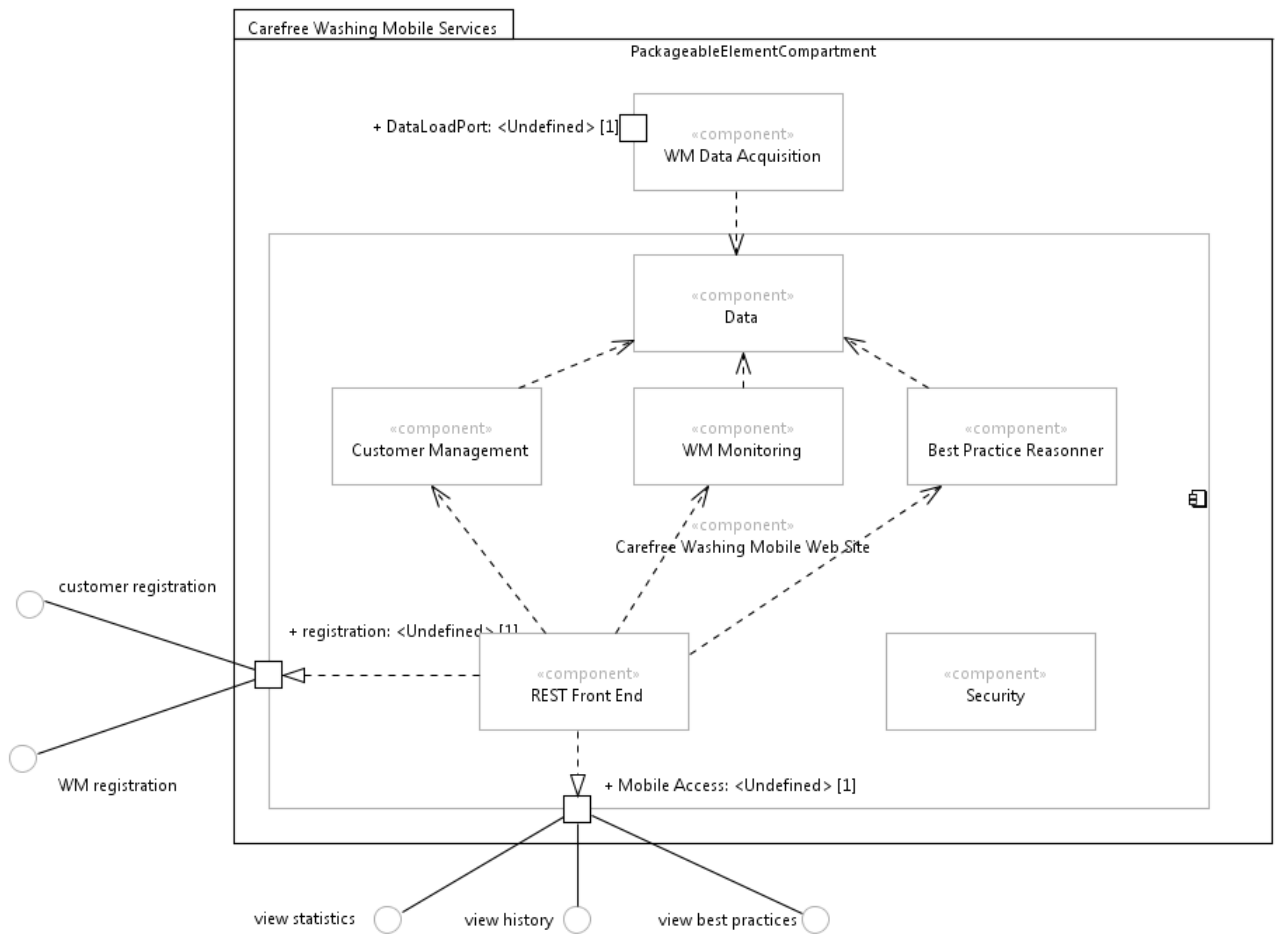 Carefree Washing Mobile Services
PackageableElementCompartment
+ DataLoadPort: <Undefined> [1]
«component»
WM Data Acquisition
«component»
Data
«component»
Customer Management
«component»
WM Monitoring
«component»
Best Practice Reasonner
«component»
Carefree Washing Mobile Web Site
customer registration
+ registration: <Undefined> [1]
«component»
REST Front End
«component»
Security
WM registration
+ Mobile Access: <Undefined> [1]
view statistics
view history
view best practices